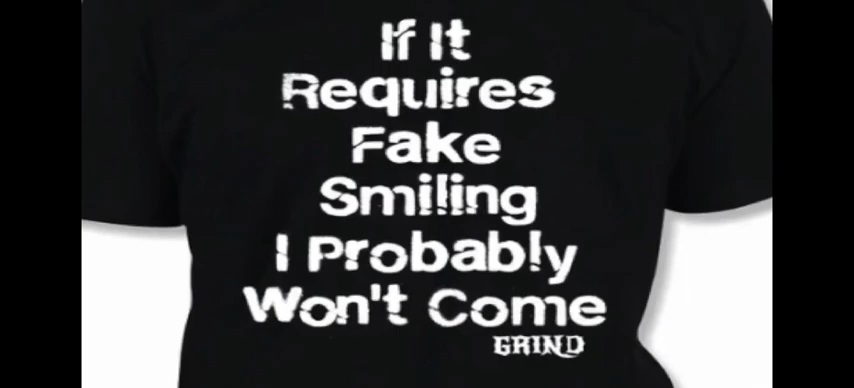 If It
Requires
Fake
Smiling
I Probably
Won't Come
GRIND